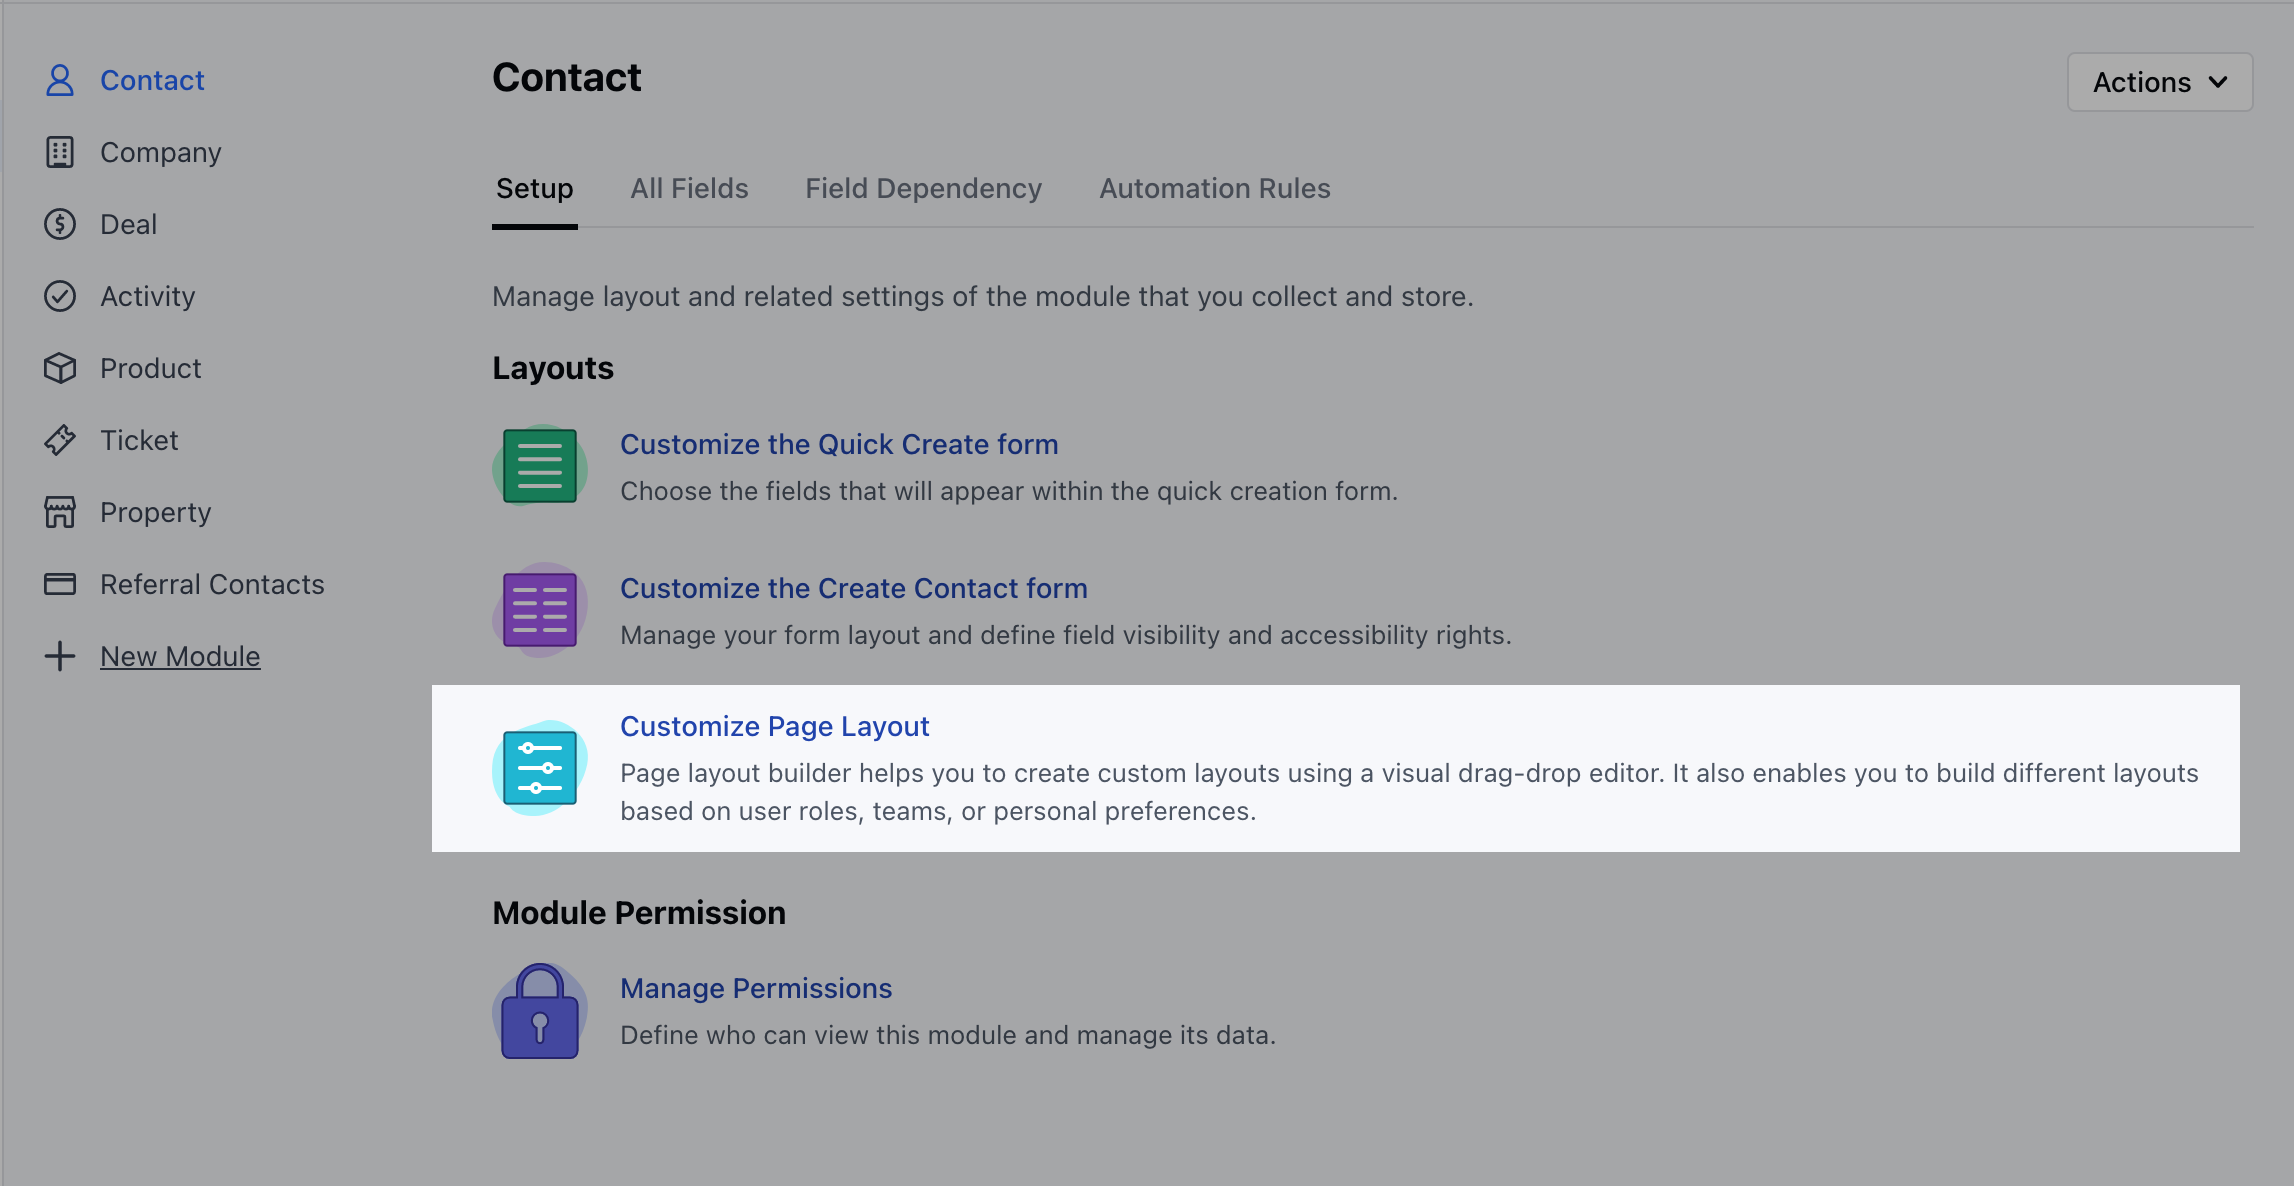 Contact
Company
Deal
Activity
Product
Ticket
Property
Referral Contacts
New Module
Contact
Actions
Setup
All Fields
Field Dependency
Automation Rules
Manage layout and related settings of the module that you collect and store.
Layouts
Customize the Quick Create form
Choose the fields that will appear within the quick creation form.
Customize the Create Contact form
Manage your form layout and define field visibility and accessibility rights.
Customize Page Layout
Page layout builder helps you to create custom layouts using a visual drag-drop editor. It also enables you to build different layouts
based on user roles, teams, or personal preferences.
Module Permission
Manage Permissions
Define who can view this module and manage its data.